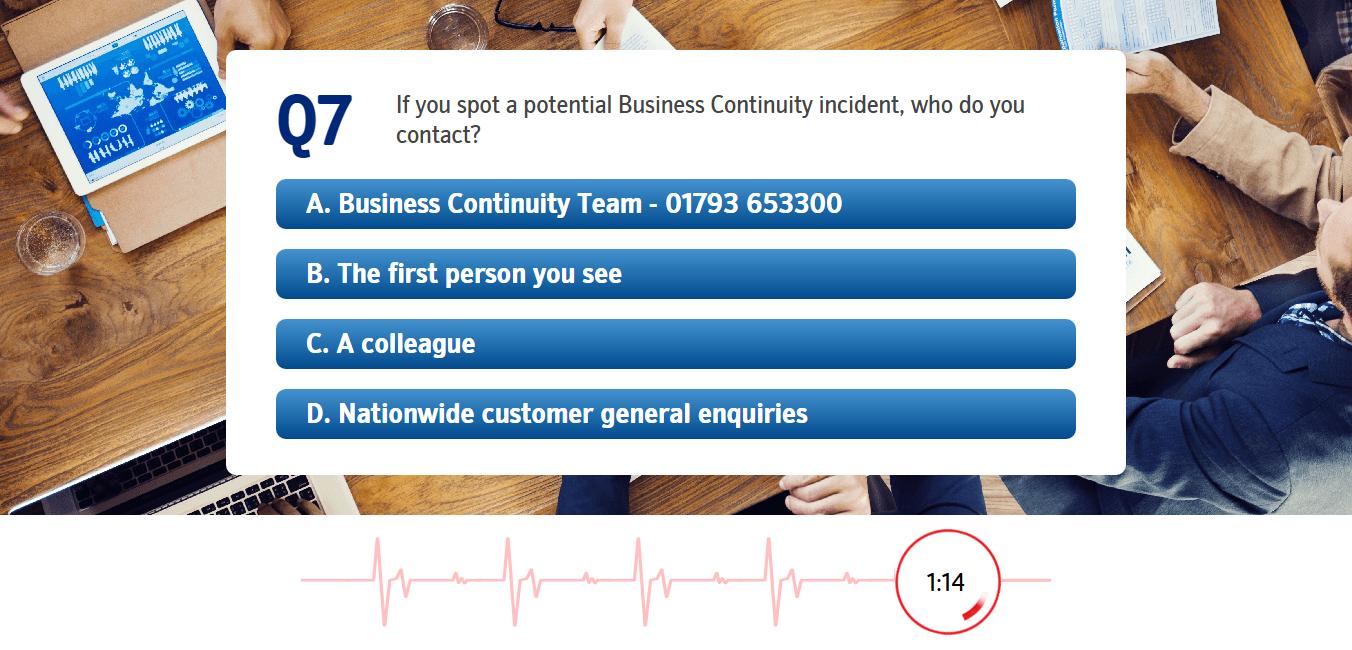 Q7
If you spot a potential Business Continuity incident, who do you
contact?
A. Business Continuity Team - 01793 653300
B. The first person you see
C. A colleague
D. Nationwide customer general enquiries
1:14